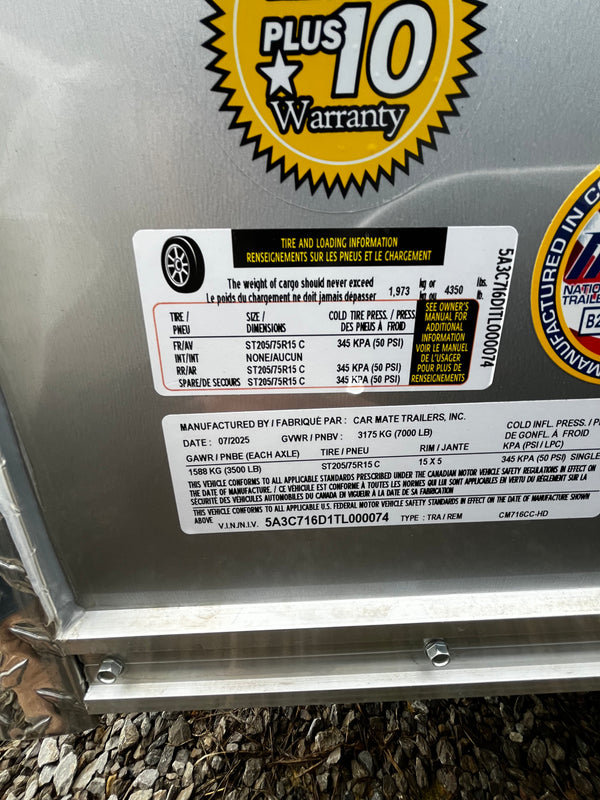 PLUS 10
Warranty
TIRE AND LOADING INFORMATION
RENSEIGNEMENTS SUR LES PNEUS ET LE CHARGEMENT
The weight of cargo should never exceed 1,973 kg or 4350 lbs.
Le poids du chargement ne doit jamais dépasser kg ou lb.
TIRE / SIZE / COLD TIRE PRESS. / PRESS.
PNEU DIMENSIONS DES PNEUS À FROID
FR/AV ST205/75R15 C 345 KPA (50 PSI)
INT/INT NONE/AUCUN
RR/AR ST205/75R15 C 345 KPA (50 PSI)
SPARE/DE SECOURS ST205/75R15 C 345 KPA (50 PSI)
SEE OWNER'S
MANUAL FOR
ADDITIONAL
INFORMATION
VOIR LE MANUEL
DE L'USAGER
POUR PLUS DE
RENSEIGNEMENTS
5A3C716D1TL000074
MANUFACTURED IN CO
NATIO
TRAILE
MANUFACTURED BY / FABRIQUÉ PAR : CAR MATE TRAILERS, INC.
DATE : 07/2025 GVWR / PNBV : 3175 KG (7000 LB)
COLD INFL. PRESS. / P
DE GONFL. À FROID
GAWR / PNBE (EACH AXLE) TIRE / PNEU RIM / JANTE KPA (PSI / LPC)
1588 KG (3500 LB) ST205/75R15 C 15 X 5 345 KPA (50 PSI) SINGLE
THIS VEHICLE CONFORMS TO ALL APPLICABLE STANDARDS PRESCRIBED UNDER THE CANADIAN MOTOR VEHICLE SAFETY REGULATIONS IN EFFECT ON
THE DATE OF MANUFACTURE. / CE VÉHICULE EST CONFORME À TOUTES LES NORMES QUI LUI SONT APPLICABLES EN VERTU DU RÈGLEMENT SUR LA
SÉCURITÉ DES VÉHICULES AUTOMOBILES DU CANADA EN VIGUEUR À LA DATE DE SA FABRICATION
THIS VEHICLE CONFORMS TO ALL APPLICABLE U.S. FEDERAL MOTOR VEHICLE SAFETY STANDARDS IN EFFECT ON THE DATE OF MANUFACTURE SHOWN
ABOVE V.I.N./N.I.V. 5A3C716D1TL000074 TYPE : TRA / REM CM716CC-HD